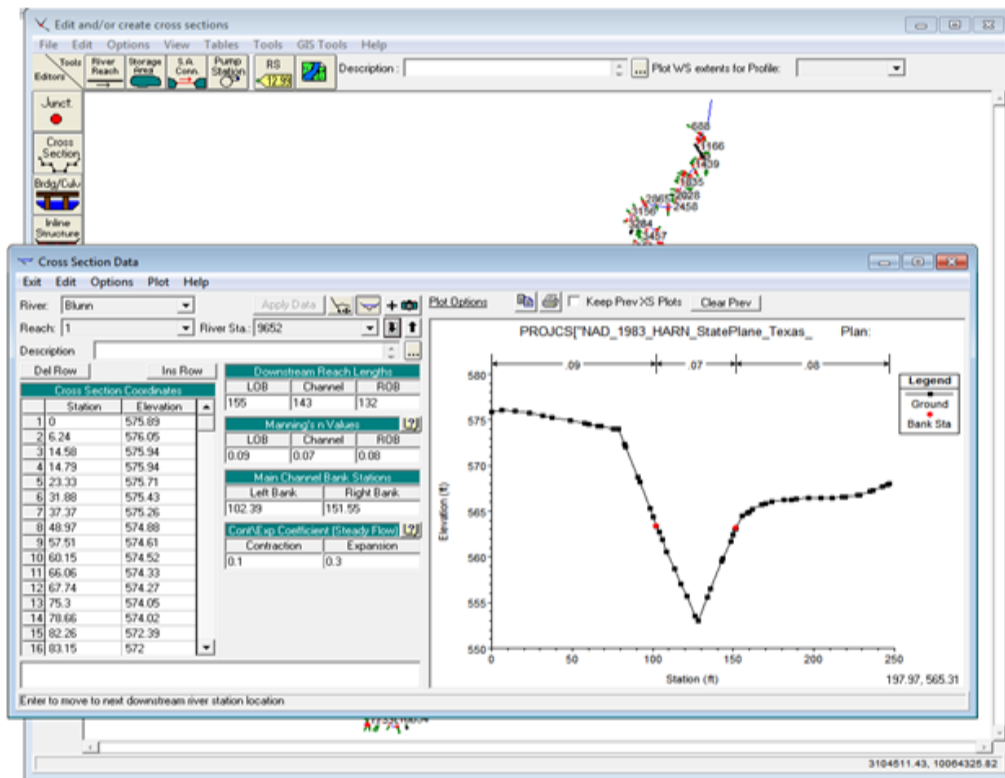 Edit and/or create cross sections
File Edit Options View Tables Tools GIS Tools Help
Tools
Editors
River
Reach
Storage
Area
S.A.
Conn.
Pump
Station
RS
12.99
Description :
...
Plot WS extents for Profile:
Junct.
Cross
Section
Brdg/Culv
Inline
Structure
688
1166
1439
1835
2028
2865
2458
3156
3284
3457
Cross Section Data
Exit Edit Options Plot Help
River: Blunn
Apply Data
Plot Options
Keep Prev XS Plots
Clear Prev
Reach: 1
River Sta.: 9652
Description
...
Del Row
Ins Row
Cross Section Coordinates
Station Elevation
1 0 575.89
2 6.24 576.05
3 14.58 575.94
4 14.79 575.94
5 23.33 575.71
6 31.88 575.43
7 37.37 575.26
8 48.97 574.88
9 57.51 574.61
10 60.15 574.52
11 66.06 574.33
12 67.74 574.27
13 75.3 574.05
14 78.66 574.02
15 82.26 572.39
16 83.15 572
Downstream Reach Lengths
LOB Channel ROB
155 143 132
Manning's n Values
LOB Channel ROB
0.09 0.07 0.08
Main Channel Bank Stations
Left Bank Right Bank
102.39 151.55
Cont\Exp Coefficient (Steady Flow)
Contraction Expansion
0.1 0.3
PROJCS["NAD_1983_HARN_StatePlane_Texas_ Plan:
.09 .07 .08
580
575
570
565
560
555
550
Elevation (ft)
0 50 100 150 200 250
Station (ft)
Legend
Ground
Bank Sta
197.97, 565.31
Enter to move to next downstream river station location
3104511.43, 10064325.82